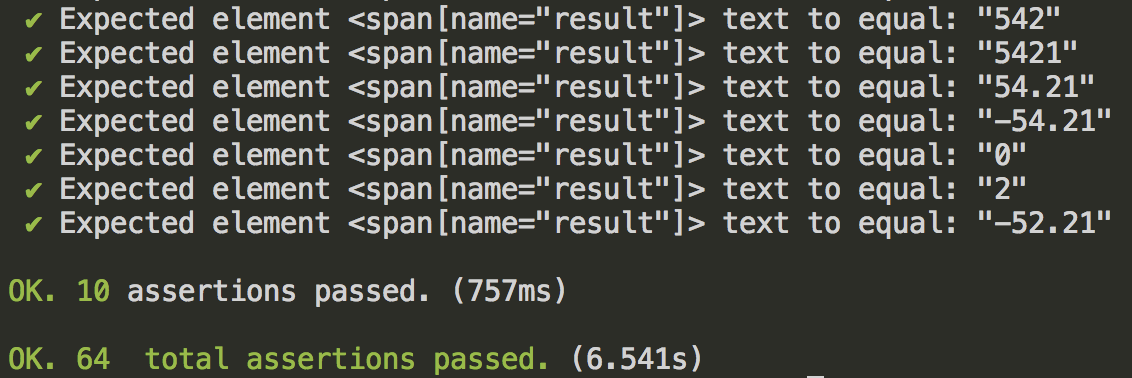 ✔ Expected element <span[name="result"]> text to equal: "542"
✔ Expected element <span[name="result"]> text to equal: "5421"
✔ Expected element <span[name="result"]> text to equal: "54.21"
✔ Expected element <span[name="result"]> text to equal: "-54.21"
✔ Expected element <span[name="result"]> text to equal: "0"
✔ Expected element <span[name="result"]> text to equal: "2"
✔ Expected element <span[name="result"]> text to equal: "-52.21"
OK. 10 assertions passed. (757ms)
OK. 64  total assertions passed. (6.541s)